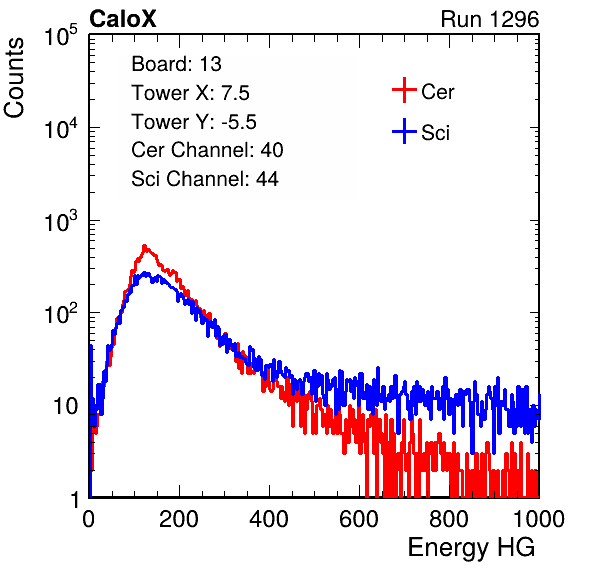 CaloX Run 1296
Counts
Board: 13
Tower X: 7.5
Tower Y: -5.5
Cer Channel: 40
Sci Channel: 44
Cer
Sci
10^5
10^4
10^3
10^2
10
1
0 200 400 600 800 1000
Energy HG